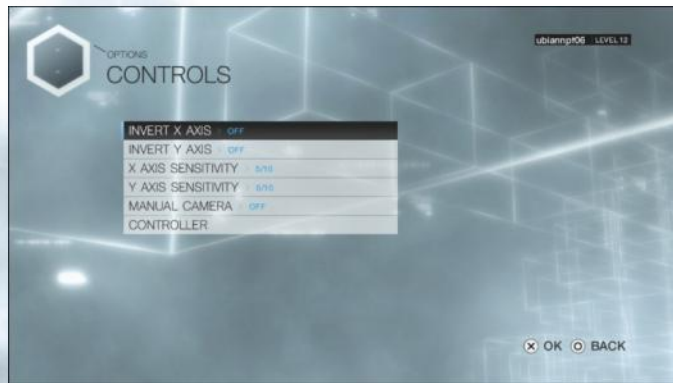 OPTIONS
CONTROLS
ubiannpt06 LEVEL 12
INVERT X AXIS OFF
INVERT Y AXIS OFF
X AXIS SENSITIVITY 5/10
Y AXIS SENSITIVITY 5/10
MANUAL CAMERA OFF
CONTROLLER
OK BACK